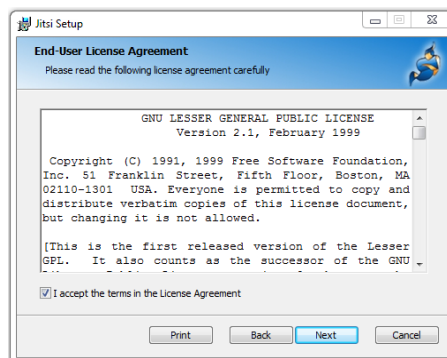 Jitsi Setup
End-User License Agreement
Please read the following license agreement carefully
GNU LESSER GENERAL PUBLIC LICENSE
Version 2.1, February 1999
Copyright (C) 1991, 1999 Free Software Foundation,
Inc. 51 Franklin Street, Fifth Floor, Boston, MA
02110-1301 USA. Everyone is permitted to copy and
distribute verbatim copies of this license document,
but changing it is not allowed.
[This is the first released version of the Lesser
GPL. It also counts as the successor of the GNU
I accept the terms in the License Agreement
Print Back Next Cancel